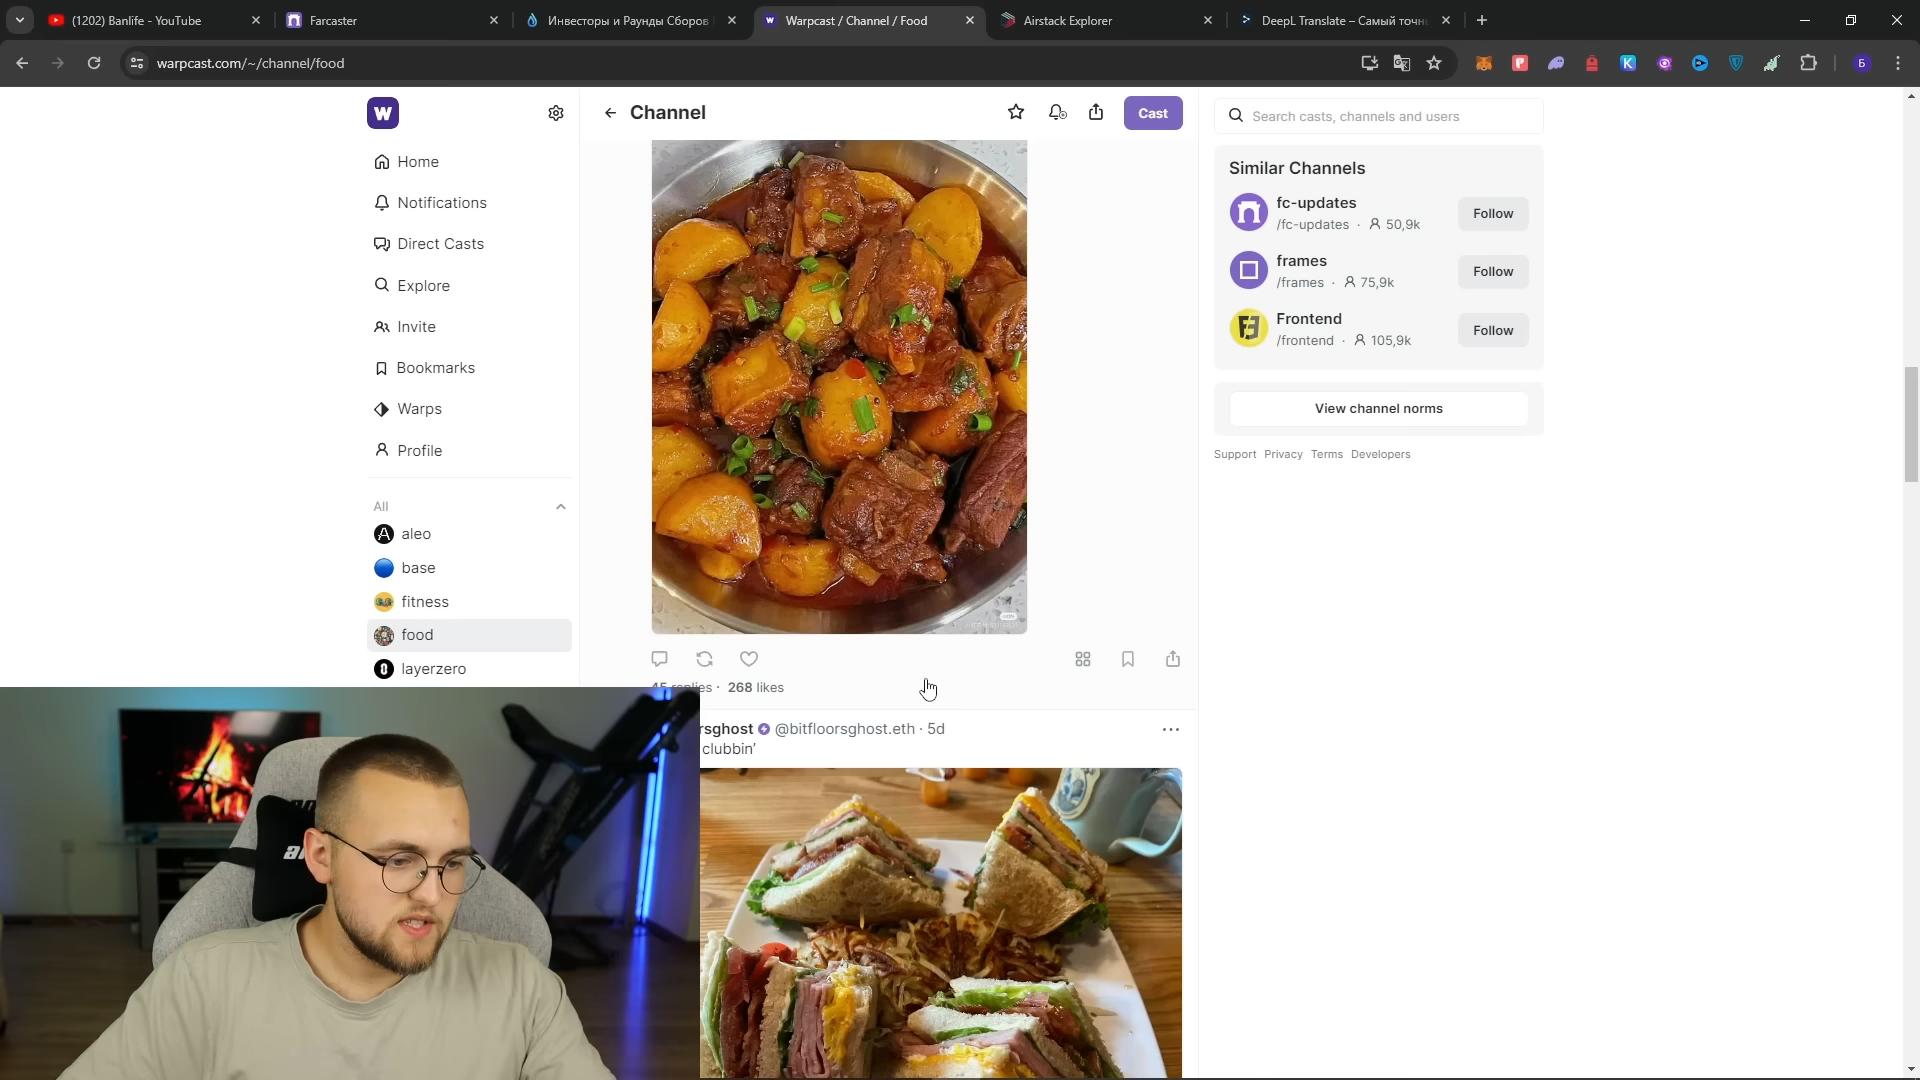 (1202) Banlife - YouTube
Farcaster
Инвесторы и Раунды Сборов
Warpcast / Channel / Food
Airstack Explorer
DeepL Translate – Самый точн
warpcast.com/~/channel/food
Б
W
Channel
Cast
Search casts, channels and users
Home
Notifications
Direct Casts
Explore
Invite
Bookmarks
Warps
Profile
All
aleo
base
fitness
food
layerzero
Similar Channels
fc-updates
/fc-updates · 50,9k
Follow
frames
/frames · 75,9k
Follow
Frontend
/frontend · 105,9k
Follow
View channel norms
Support Privacy Terms Developers
45 replies · 268 likes
rsghost @bitfloorsghost.eth · 5d
clubbin’